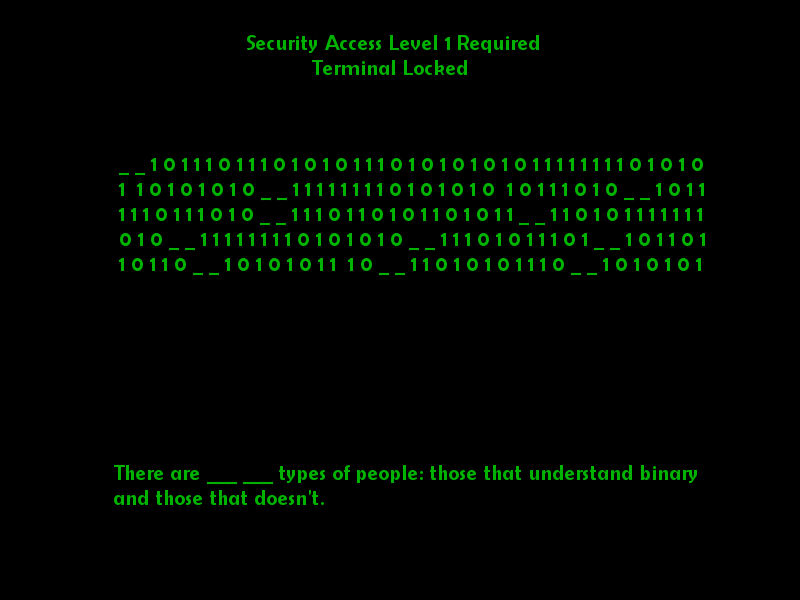 Security Access Level 1 Required
Terminal Locked
_ _ 1 0 1 1 1 0 1 1 1 0 1 0 1 0 1 1 1 0 1 0 1 0 1 0 1 0 1 1 1 1 1 1 1 1 0 1 0 1 0
1 1 0 1 0 1 0 1 0 _ _ 1 1 1 1 1 1 1 1 0 1 0 1 0 1 0 1 0 1 1 1 0 1 0 _ _ 1 0 1 1
1 1 1 0 1 1 1 0 1 0 _ _ 1 1 1 0 1 1 0 1 0 1 1 0 1 0 1 1 _ _ 1 1 0 1 0 1 1 1 1 1 1 1
0 1 0 _ _ 1 1 1 1 1 1 1 1 0 1 0 1 0 1 0 _ _ 1 1 1 0 1 0 1 1 1 0 1 _ _ 1 0 1 1 0 1
1 0 1 1 0 _ _ 1 0 1 0 1 0 1 1 1 0 _ _ 1 1 0 1 0 1 0 1 1 1 0 _ _ 1 0 1 0 1 0 1
There are ___ ___ types of people: those that understand binary
and those that doesn't.